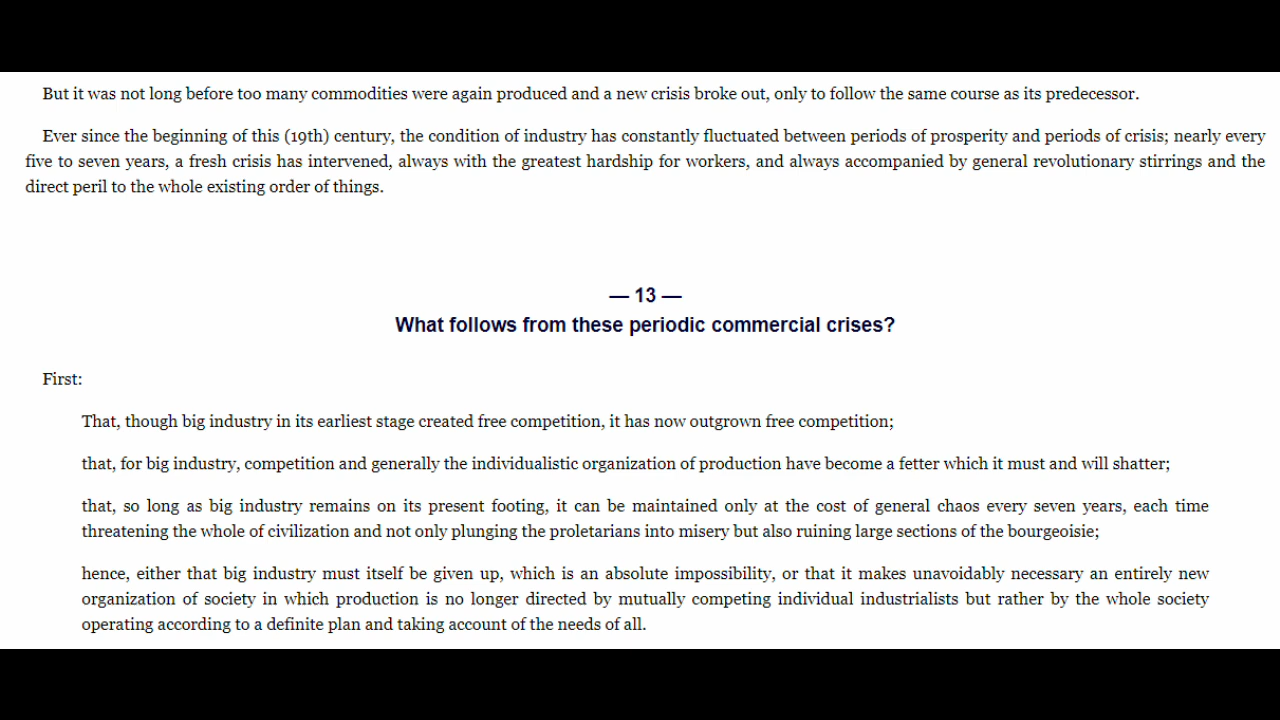 But it was not long before too many commodities were again produced and a new crisis broke out, only to follow the same course as its predecessor.
Ever since the beginning of this (19th) century, the condition of industry has constantly fluctuated between periods of prosperity and periods of crisis; nearly every
five to seven years, a fresh crisis has intervened, always with the greatest hardship for workers, and always accompanied by general revolutionary stirrings and the
direct peril to the whole existing order of things.
— 13 —
What follows from these periodic commercial crises?
First:
That, though big industry in its earliest stage created free competition, it has now outgrown free competition;
that, for big industry, competition and generally the individualistic organization of production have become a fetter which it must and will shatter;
that, so long as big industry remains on its present footing, it can be maintained only at the cost of general chaos every seven years, each time
threatening the whole of civilization and not only plunging the proletarians into misery but also ruining large sections of the bourgeoisie;
hence, either that big industry must itself be given up, which is an absolute impossibility, or that it makes unavoidably necessary an entirely new
organization of society in which production is no longer directed by mutually competing individual industrialists but rather by the whole society
operating according to a definite plan and taking account of the needs of all.